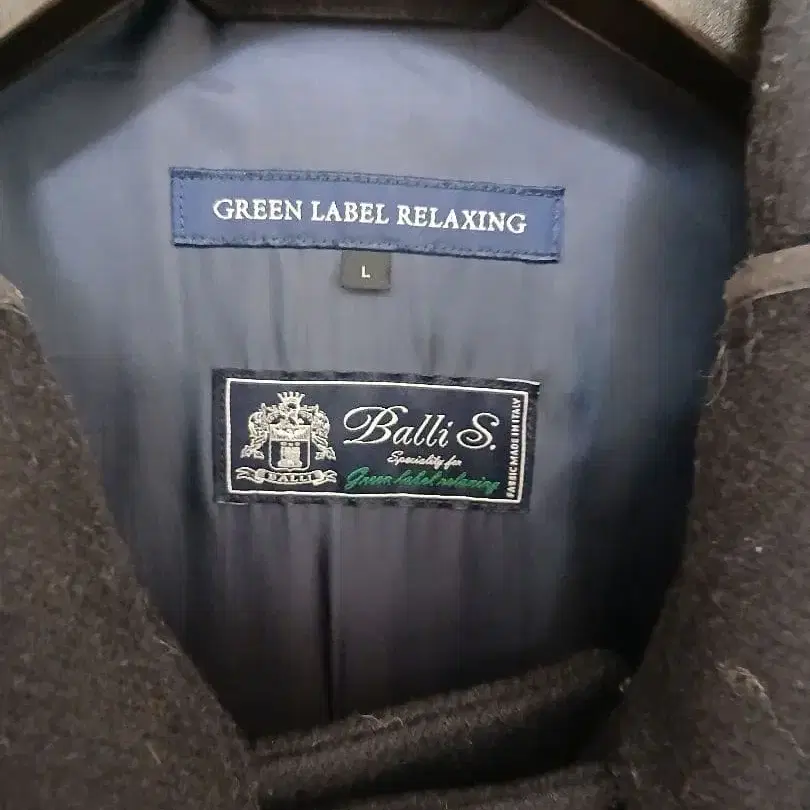 GREEN LABEL RELAXING
L
Balli S.
Speciality for
Green label relaxing
BALLI
FABRIC MADE IN ITALY